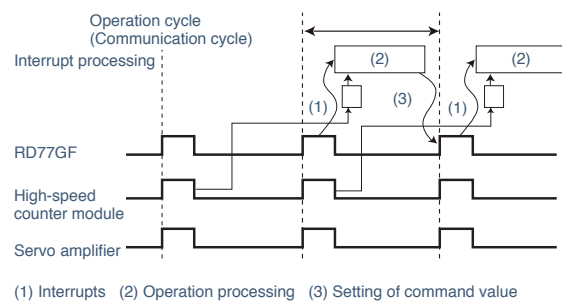 Operation cycle
(Communication cycle)
Interrupt processing
(2)
(2)
(1)
(3)
(1)
RD77GF
High-speed
counter module
Servo amplifier
(1) Interrupts (2) Operation processing (3) Setting of command value